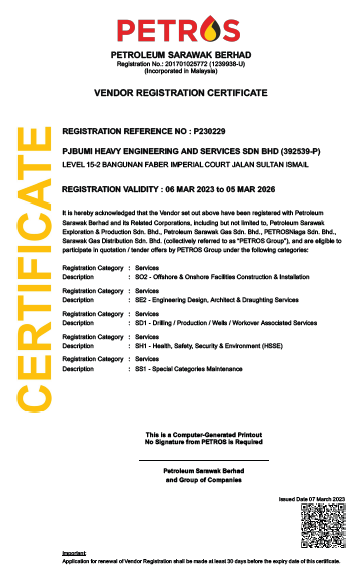 PETROS
PETROLEUM SARAWAK BERHAD
Registration No.: 201701025772 (1239938-U)
(Incorporated in Malaysia)
VENDOR REGISTRATION CERTIFICATE
CERTIFICATE
REGISTRATION REFERENCE NO : P230229
PJBUMI HEAVY ENGINEERING AND SERVICES SDN BHD (392539-P)
LEVEL 15-2 BANGUNAN FABER IMPERIAL COURT JALAN SULTAN ISMAIL
REGISTRATION VALIDITY : 06 MAR 2023 to 05 MAR 2026
It is hereby acknowledged that the Vendor set out above have been registered with Petroleum
Sarawak Berhad and its Related Corporations, including but not limited to, Petroleum Sarawak
Exploration & Production Sdn. Bhd., Petroleum Sarawak Gas Sdn. Bhd., PETROSNiaga Sdn. Bhd.,
Sarawak Gas Distribution Sdn. Bhd. (collectively referred to as "PETROS Group"), and are eligible to
participate in quotation / tender offers by PETROS Group under the following categories:
Registration Category : Services
Description : SO2 - Offshore & Onshore Facilities Construction & Installation
Registration Category : Services
Description : SE2 - Engineering Design, Architect & Draughting Services
Registration Category : Services
Description : SD1 - Drilling / Production / Wells / Workover Associated Services
Registration Category : Services
Description : SH1 - Health, Safety, Security & Environment (HSSE)
Registration Category : Services
Description : SS1 - Special Categories Maintenance
This is a Computer-Generated Printout
No Signature from PETROS is Required
Petroleum Sarawak Berhad
and Group of Companies
Issued Date 07 March 2023
Important
Application for renewal of Vendor Registration shall be made at least 30 days before the expiry date of this certificate.